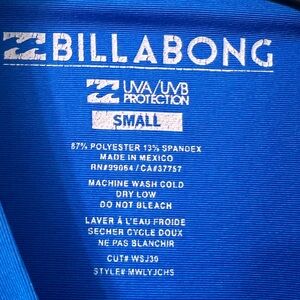 BILLABONG
UVA/UVB
PROTECTION
SMALL
87% POLYESTER 13% SPANDEX
MADE IN MEXICO
RN#99064 / CA#37757
MACHINE WASH COLD
DRY LOW
DO NOT BLEACH
LAVER À L'EAU FROIDE
SECHER CYCLE DOUX
NE PAS BLANCHIR
CUT# WSJ30
STYLE# MWLYJCHS